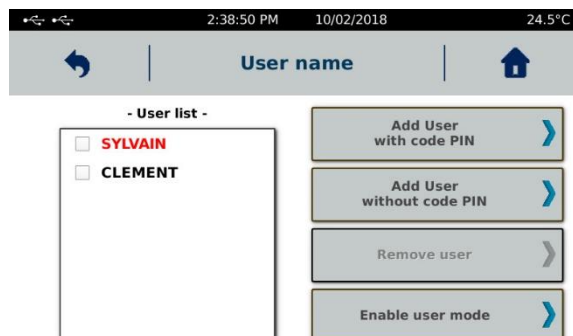 2:38:50 PM 10/02/2018 24.5°C
User name
- User list -
SYLVAIN
CLEMENT
Add User
with code PIN
Add User
without code PIN
Remove user
Enable user mode